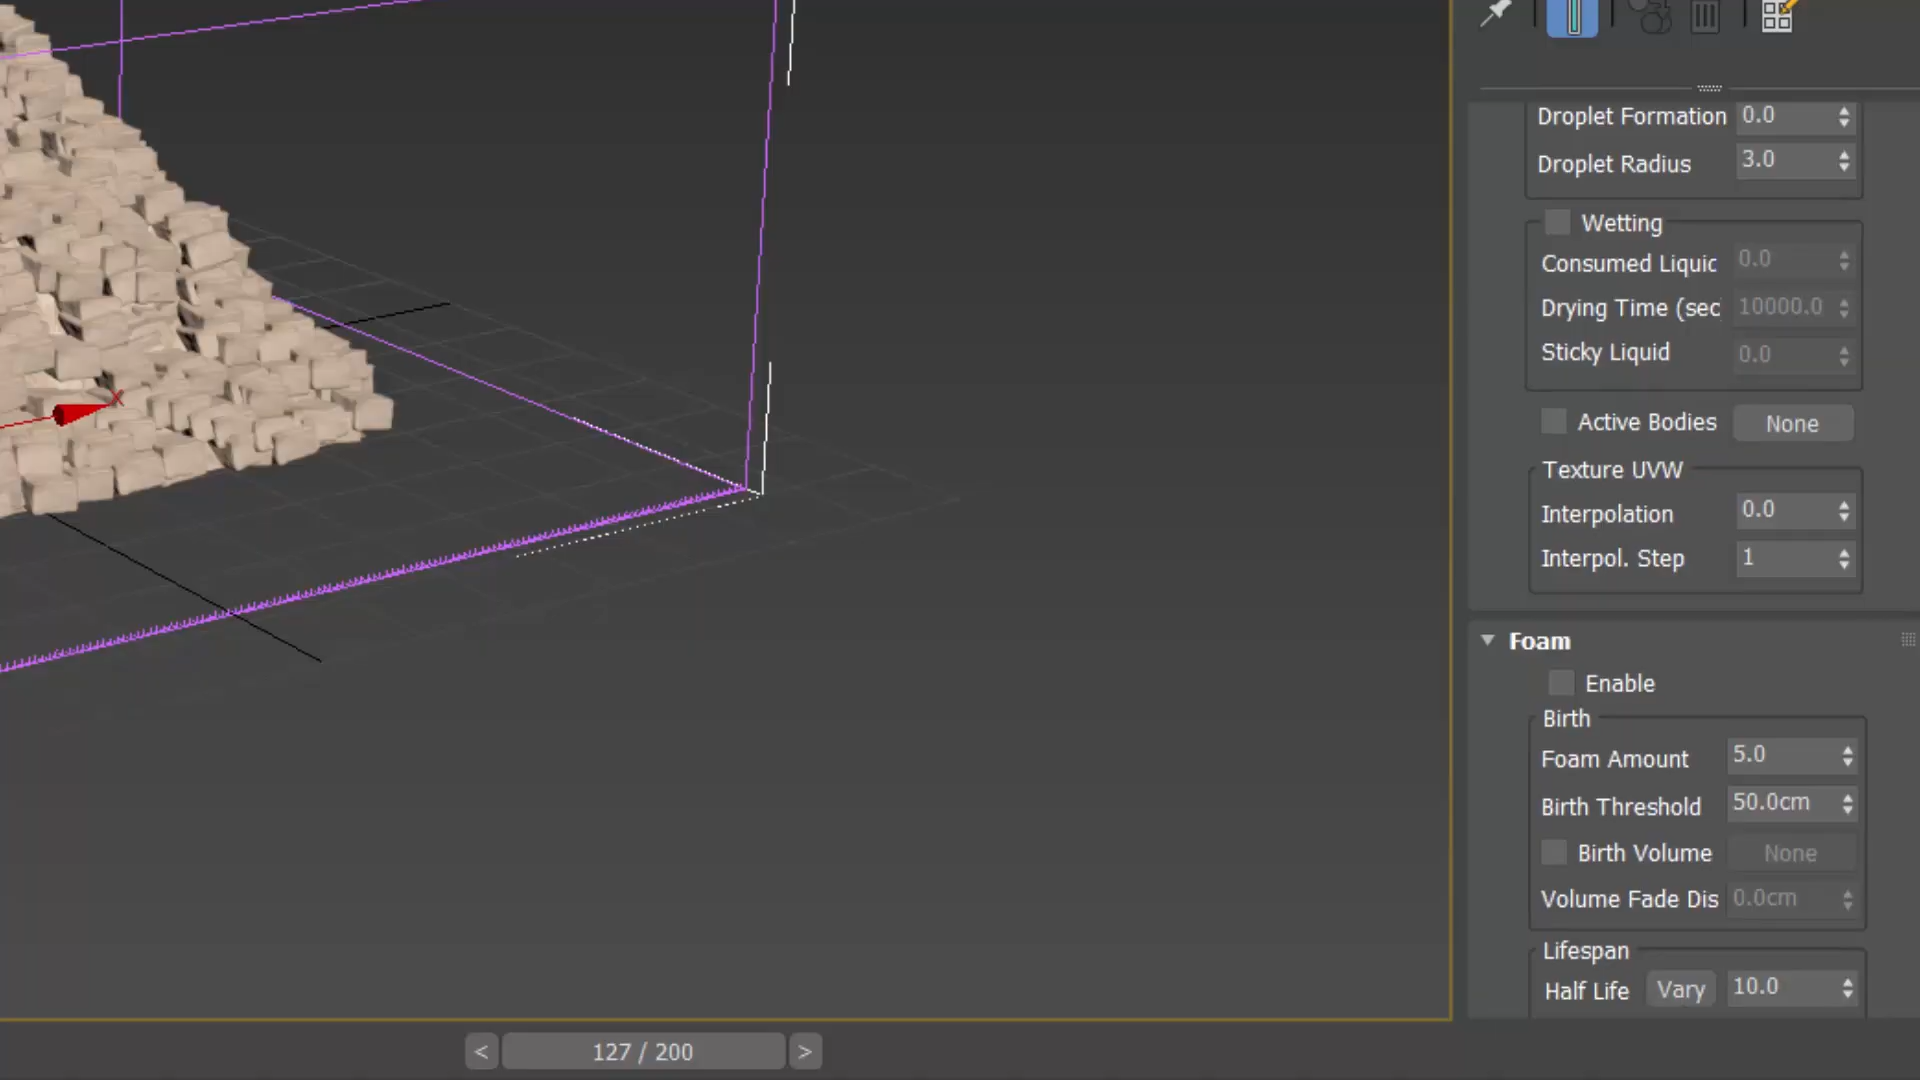 Droplet Formation 0.0
Droplet Radius 3.0
Wetting
Consumed Liquic 0.0
Drying Time (sec 10000.0
Sticky Liquid 0.0
Active Bodies None
Texture UVW
Interpolation 0.0
Interpol. Step 1
Foam
Enable
Birth
Foam Amount 5.0
Birth Threshold 50.0cm
Birth Volume None
Volume Fade Dis 0.0cm
Lifespan
Half Life Vary 10.0
x
< 127 / 200 >